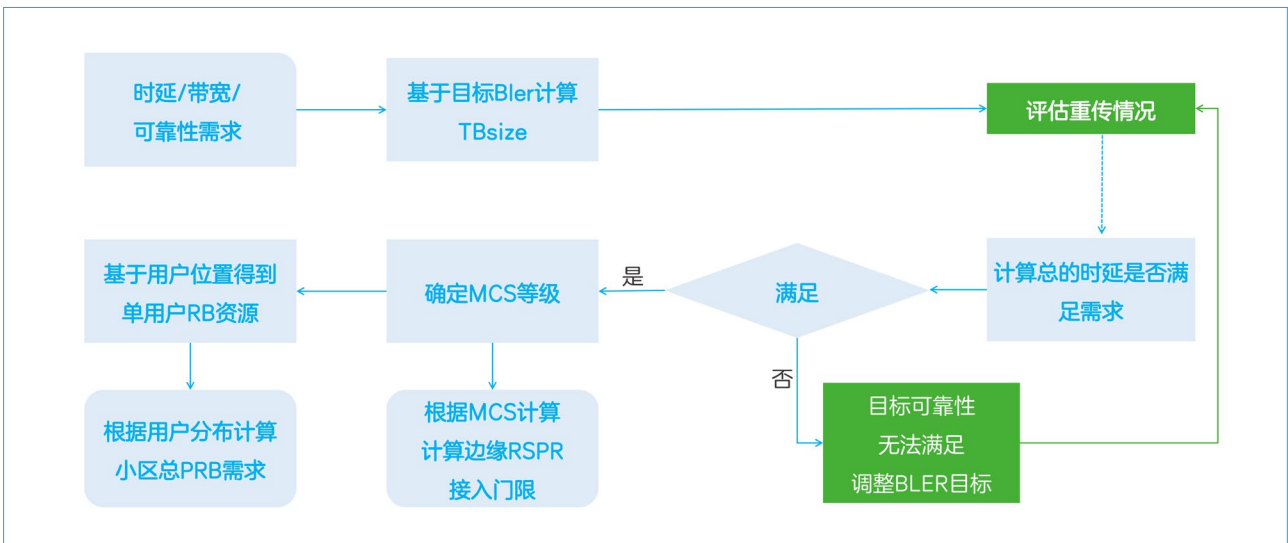 时延/带宽/
可靠性需求
基于目标Bler计算
TBsize
评估重传情况
基于用户位置得到
单用户RB资源
确定MCS等级
是
满足
计算总的时延是否满
足需求
否
根据用户分布计算
小区总PRB需求
根据MCS计算
计算边缘RSPR
接入门限
目标可靠性
无法满足
调整BLER目标